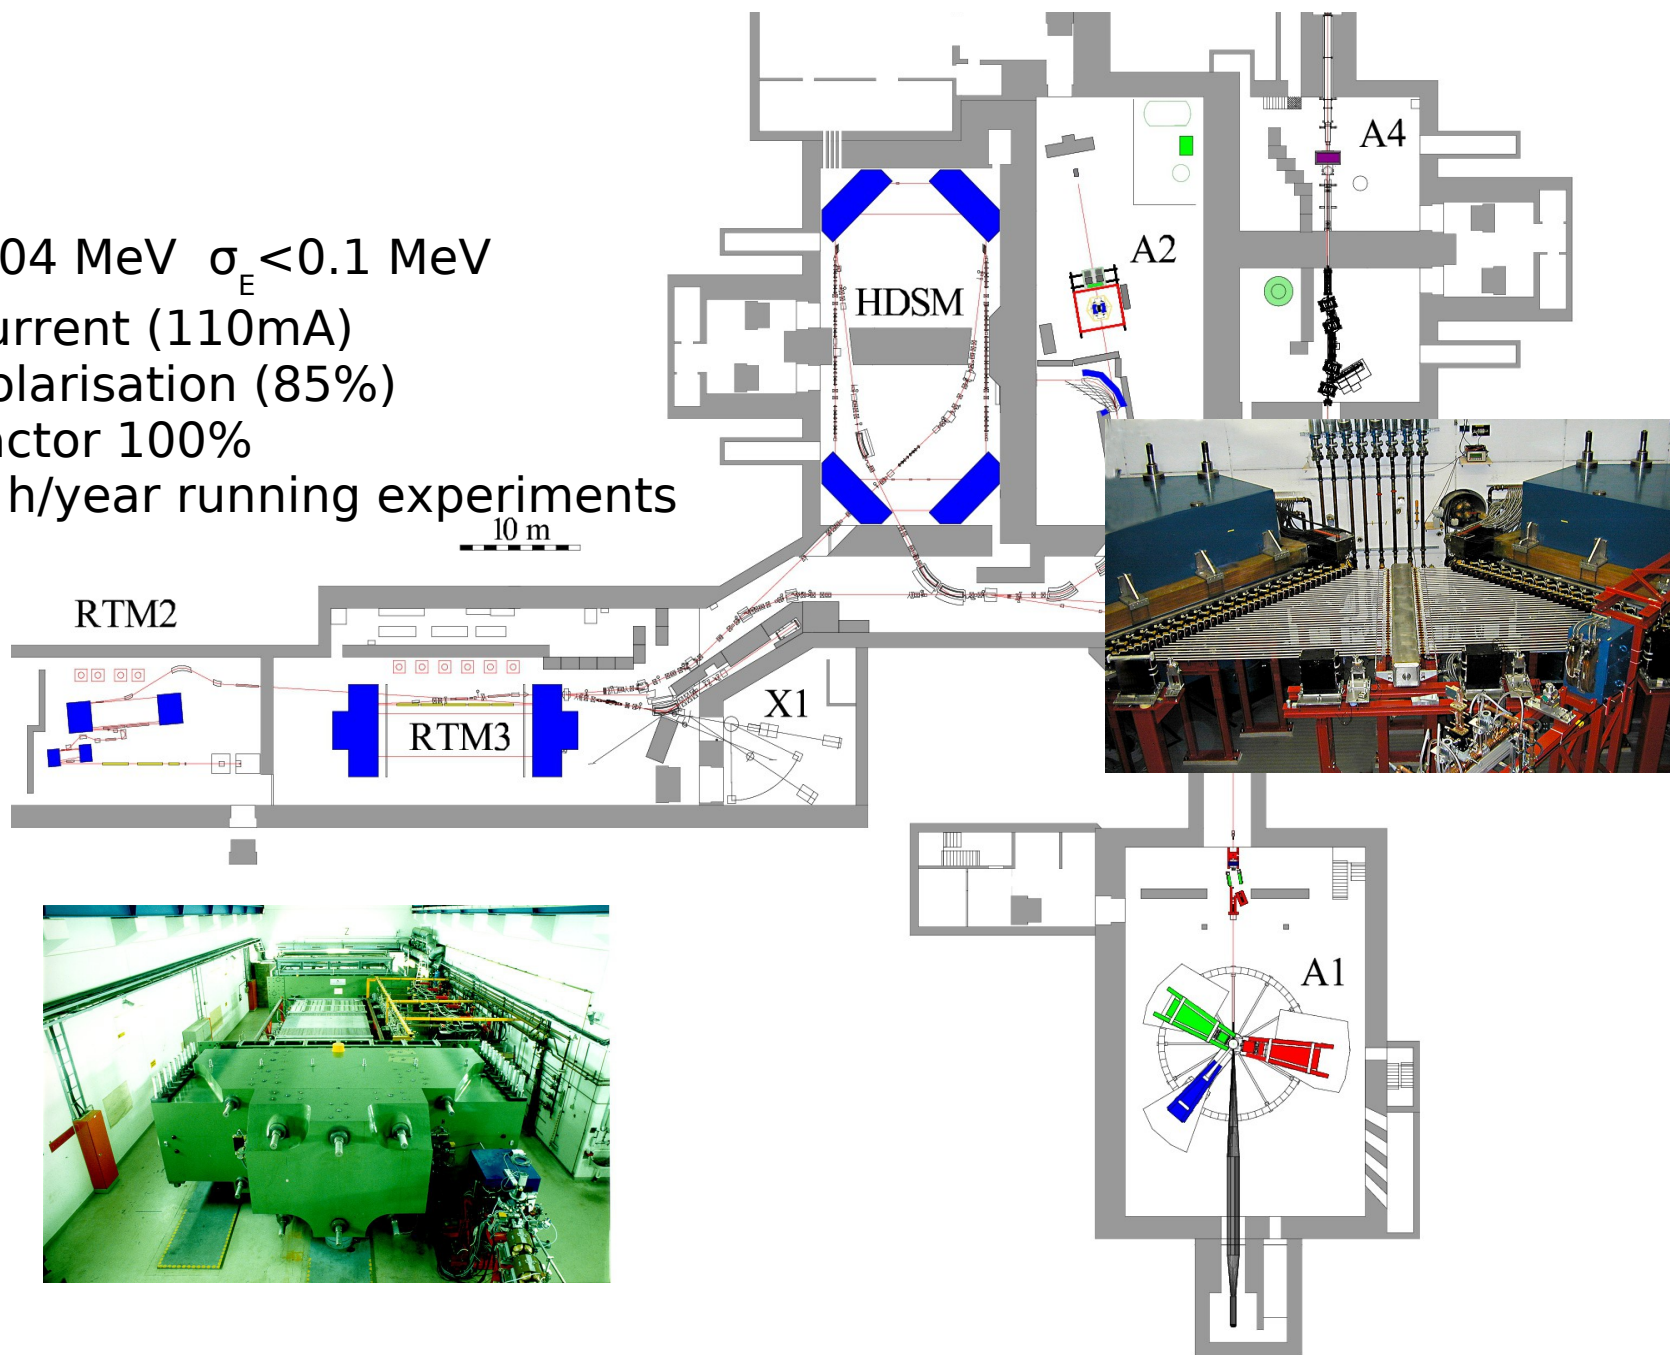 04 MeV σE<0.1 MeV
urrent (110mA)
olarisation (85%)
actor 100%
h/year running experiments
10 m
HDSM
A2
A4
RTM2
RTM3
X1
A1